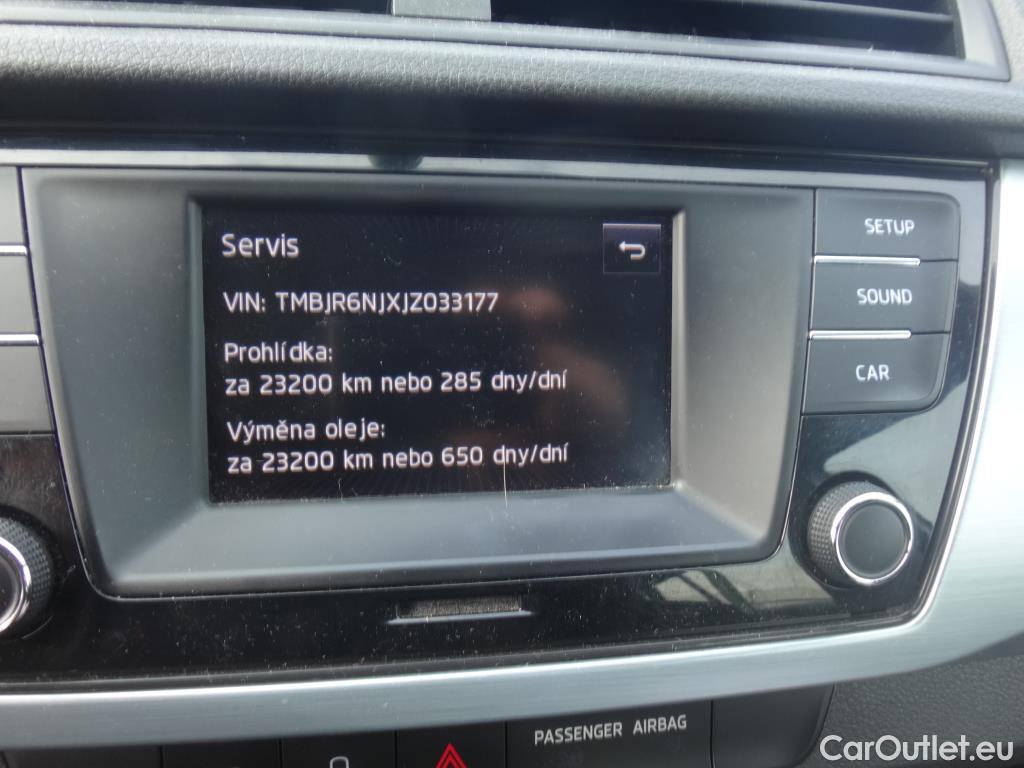 Servis
VIN: TMBJR6NJXJZ033177
Prohlídka:
za 23200 km nebo 285 dny/dní
Výměna oleje:
za 23200 km nebo 650 dny/dní
SETUP
SOUND
CAR
PASSENGER AIRBAG
CarOutlet.eu